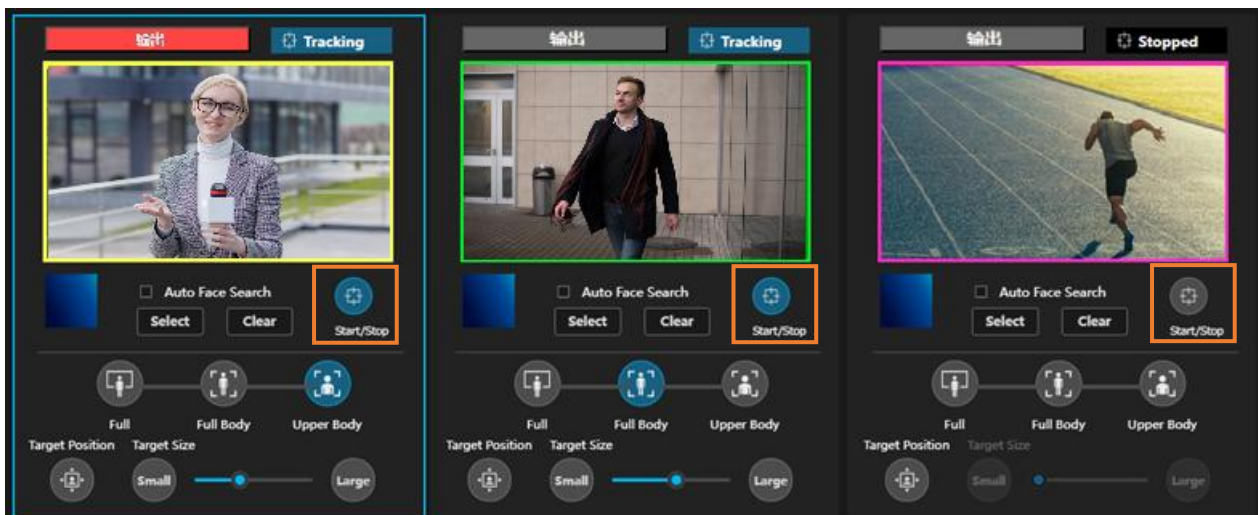 输出 Tracking
Auto Face Search
Select Clear
Start/Stop
Full Full Body Upper Body
Target Position Target Size
Small Large
输出 Tracking
Auto Face Search
Select Clear
Start/Stop
Full Full Body Upper Body
Target Position Target Size
Small Large
输出 Stopped
Auto Face Search
Select Clear
Start/Stop
Full Full Body Upper Body
Target Position Target Size
Small Large